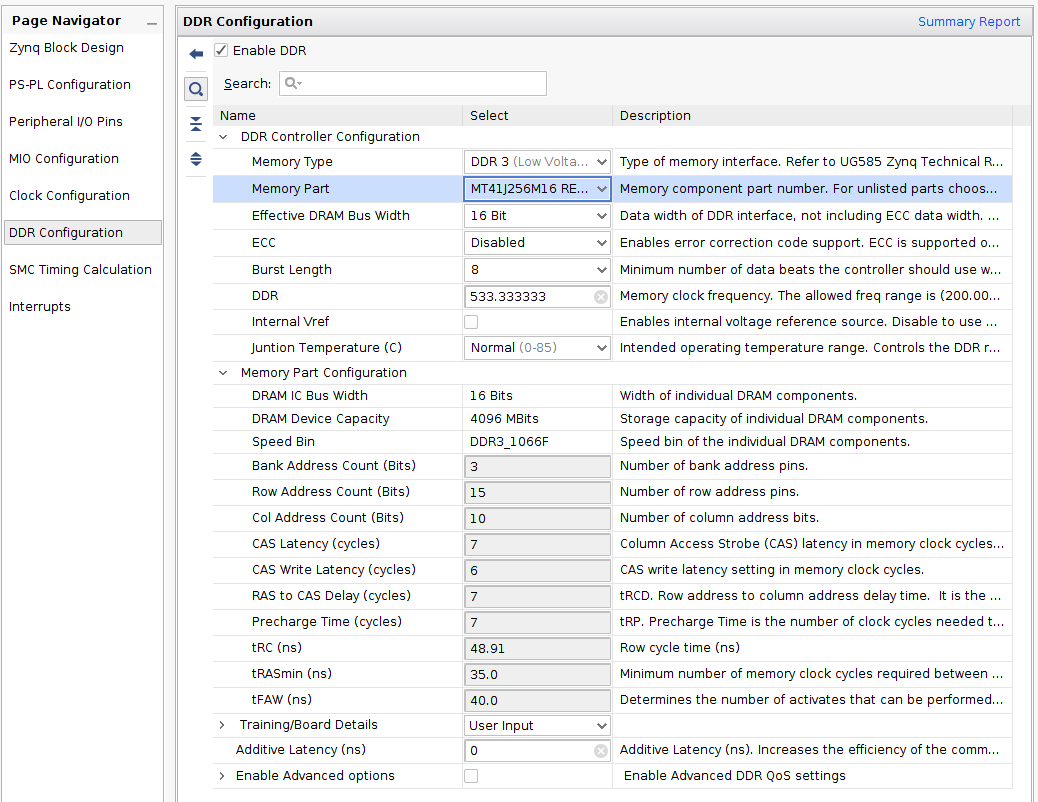 Page Navigator
Zynq Block Design
PS-PL Configuration
Peripheral I/O Pins
MIO Configuration
Clock Configuration
DDR Configuration
SMC Timing Calculation
Interrupts
DDR Configuration Summary Report
Enable DDR
Search:
Name Select Description
DDR Controller Configuration
Memory Type DDR 3 (Low Volta... Type of memory interface. Refer to UG585 Zynq Technical R...
Memory Part MT41J256M16 RE... Memory component part number. For unlisted parts choos...
Effective DRAM Bus Width 16 Bit Data width of DDR interface, not including ECC data width. ...
ECC Disabled Enables error correction code support. ECC is supported o...
Burst Length 8 Minimum number of data beats the controller should use w...
DDR 533.333333 Memory clock frequency. The allowed freq range is (200.00...
Internal Vref Enables internal voltage reference source. Disable to use ...
Juntion Temperature (C) Normal (0-85) Intended operating temperature range. Controls the DDR r...
Memory Part Configuration
DRAM IC Bus Width 16 Bits Width of individual DRAM components.
DRAM Device Capacity 4096 MBits Storage capacity of individual DRAM components.
Speed Bin DDR3_1066F Speed bin of the individual DRAM components.
Bank Address Count (Bits) 3 Number of bank address pins.
Row Address Count (Bits) 15 Number of row address pins.
Col Address Count (Bits) 10 Number of column address bits.
CAS Latency (cycles) 7 Column Access Strobe (CAS) latency in memory clock cycles...
CAS Write Latency (cycles) 6 CAS write latency setting in memory clock cycles.
RAS to CAS Delay (cycles) 7 tRCD. Row address to column address delay time. It is the ...
Precharge Time (cycles) 7 tRP. Precharge Time is the number of clock cycles needed t...
tRC (ns) 48.91 Row cycle time (ns)
tRASmin (ns) 35.0 Minimum number of memory clock cycles required between ...
tFAW (ns) 40.0 Determines the number of activates that can be performed...
Training/Board Details User Input
Additive Latency (ns) 0 Additive Latency (ns). Increases the efficiency of the comm...
Enable Advanced options Enable Advanced DDR QoS settings